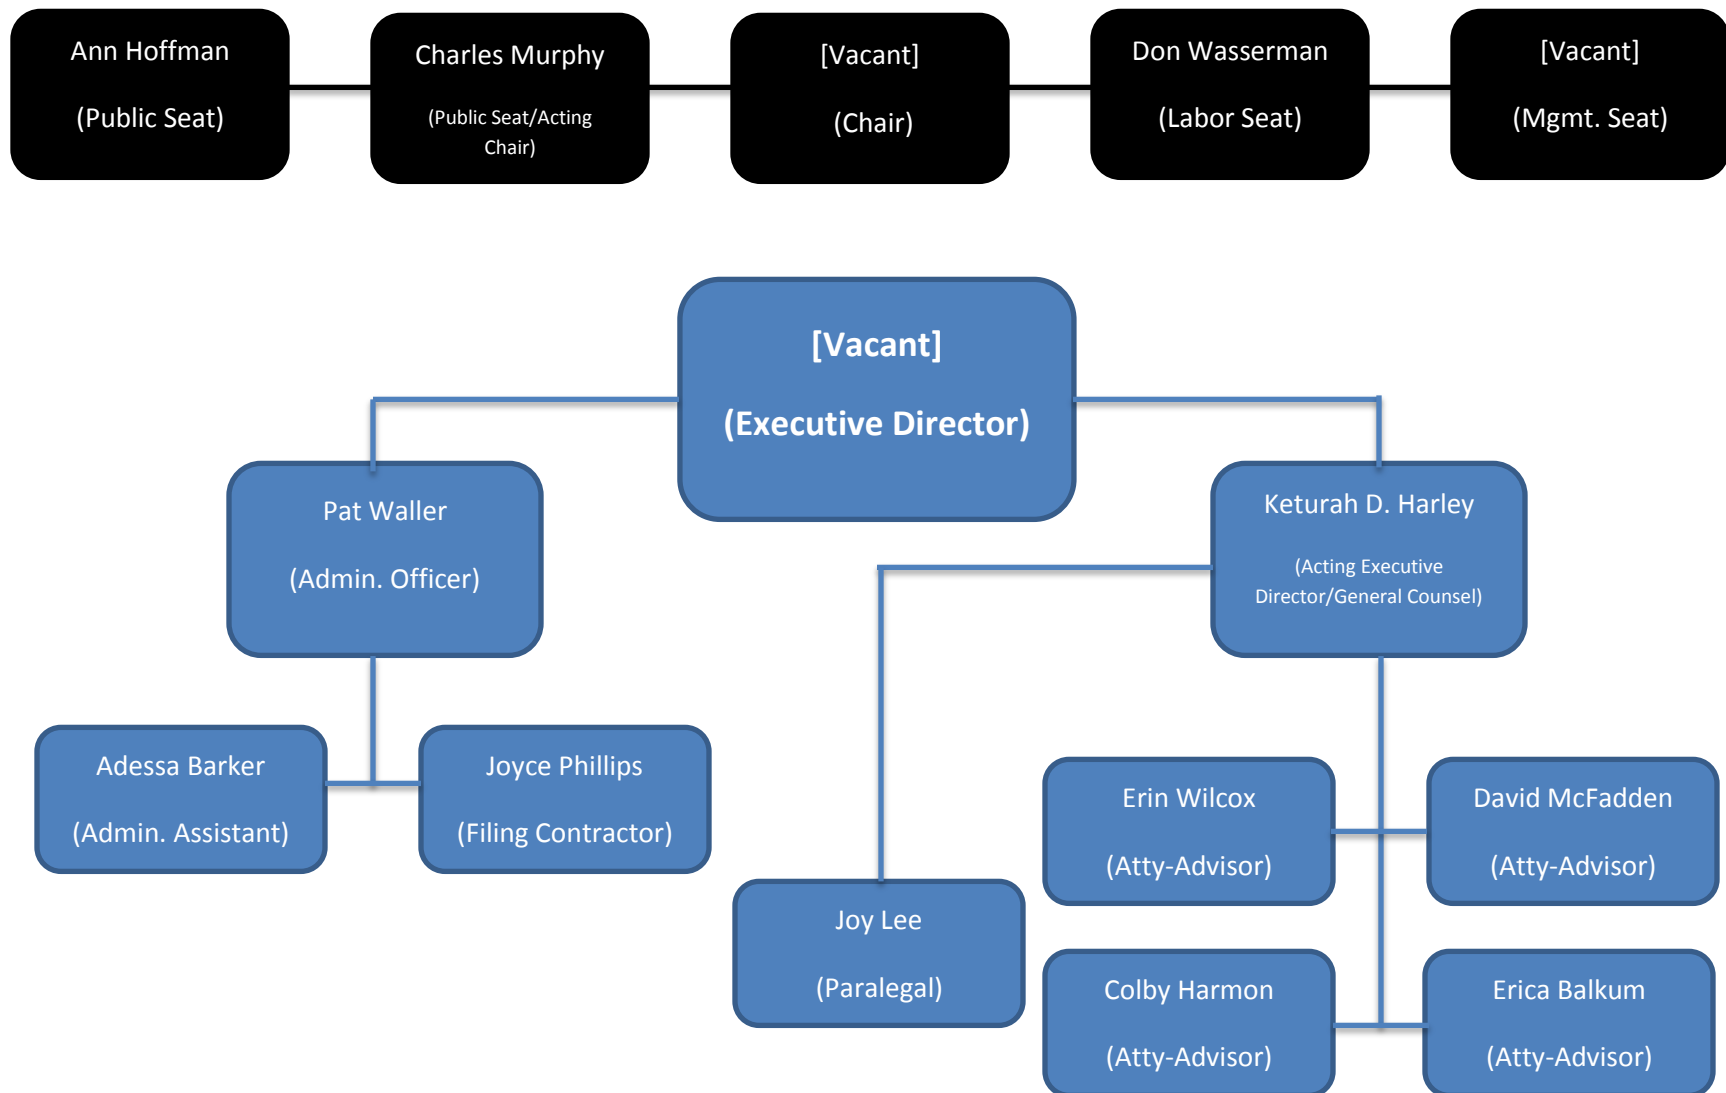 Ann Hoffman
(Public Seat)
Charles Murphy
(Public Seat/Acting
Chair)
[Vacant]
(Chair)
Don Wasserman
(Labor Seat)
[Vacant]
(Mgmt. Seat)
[Vacant]
(Executive Director)
Pat Waller
(Admin. Officer)
Keturah D. Harley
(Acting Executive
Director/General Counsel)
Adessa Barker
(Admin. Assistant)
Joyce Phillips
(Filing Contractor)
Erin Wilcox
(Atty-Advisor)
David McFadden
(Atty-Advisor)
Joy Lee
(Paralegal)
Colby Harmon
(Atty-Advisor)
Erica Balkum
(Atty-Advisor)